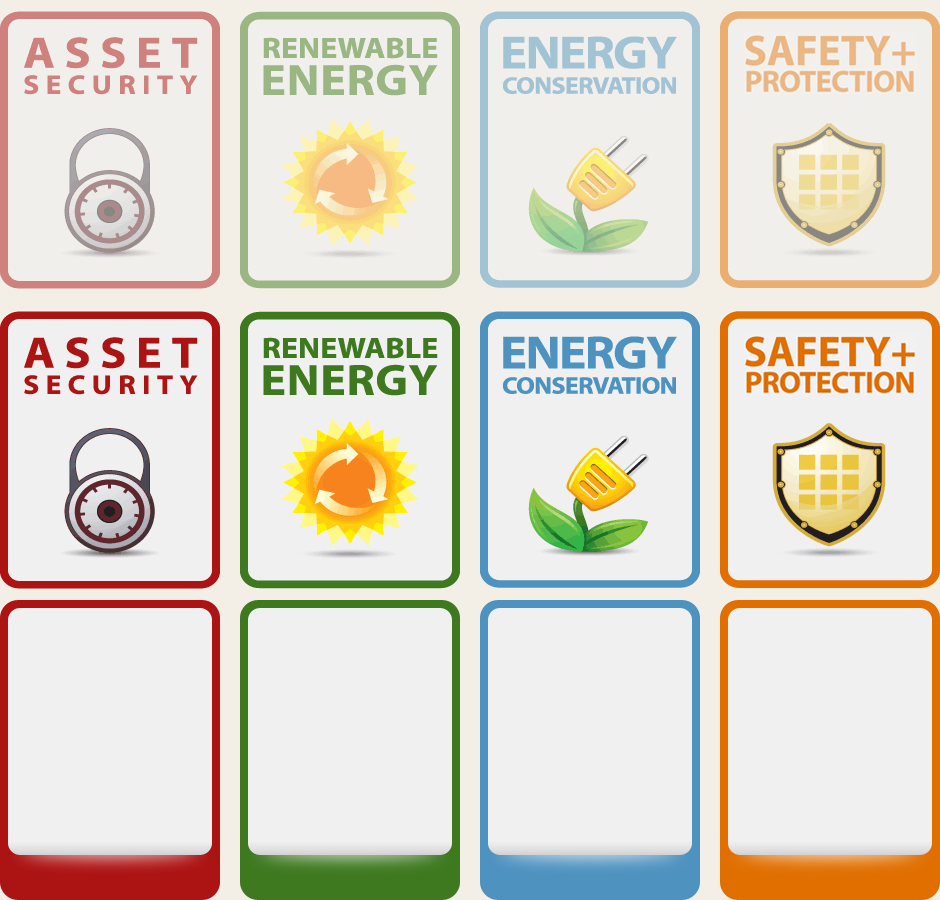 ASSET
SECURITY
RENEWABLE
ENERGY
ENERGY
CONSERVATION
SAFETY+
PROTECTION
ASSET
SECURITY
RENEWABLE
ENERGY
ENERGY
CONSERVATION
SAFETY+
PROTECTION